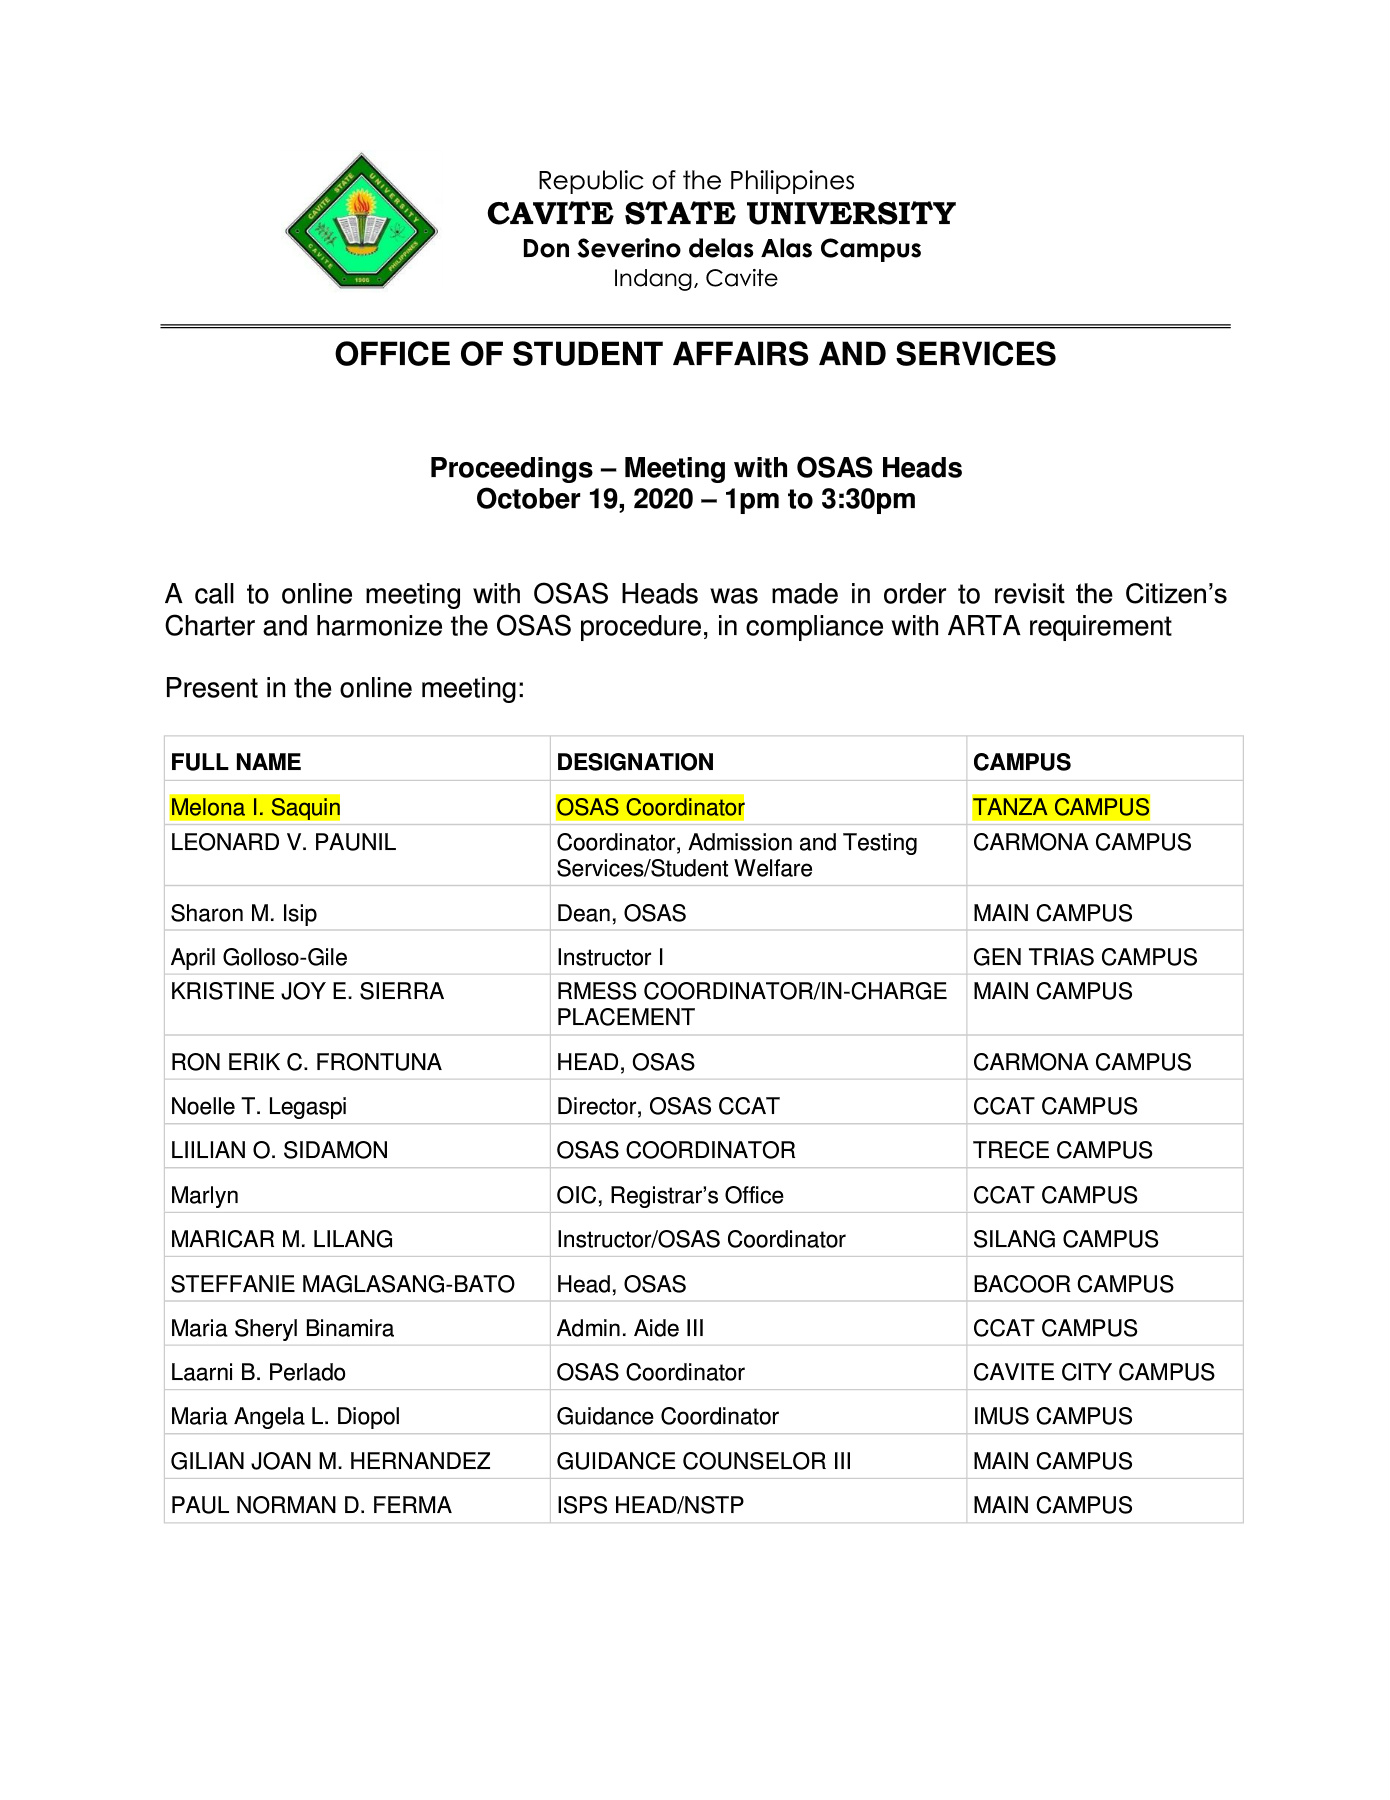 CAVITE STATE UNIVERSITY
CAVITE PHILIPPINES
1906
Republic of the Philippines
CAVITE STATE UNIVERSITY
Don Severino delas Alas Campus
Indang, Cavite
OFFICE OF STUDENT AFFAIRS AND SERVICES
Proceedings – Meeting with OSAS Heads
October 19, 2020 – 1pm to 3:30pm
A call to online meeting with OSAS Heads was made in order to revisit the Citizen’s
Charter and harmonize the OSAS procedure, in compliance with ARTA requirement
Present in the online meeting:
FULL NAME DESIGNATION CAMPUS
Melona I. Saquin OSAS Coordinator TANZA CAMPUS
LEONARD V. PAUNIL Coordinator, Admission and Testing CARMONA CAMPUS
Services/Student Welfare
Sharon M. Isip Dean, OSAS MAIN CAMPUS
April Golloso-Gile Instructor I GEN TRIAS CAMPUS
KRISTINE JOY E. SIERRA RMESS COORDINATOR/IN-CHARGE MAIN CAMPUS
PLACEMENT
RON ERIK C. FRONTUNA HEAD, OSAS CARMONA CAMPUS
Noelle T. Legaspi Director, OSAS CCAT CCAT CAMPUS
LIILIAN O. SIDAMON OSAS COORDINATOR TRECE CAMPUS
Marlyn OIC, Registrar’s Office CCAT CAMPUS
MARICAR M. LILANG Instructor/OSAS Coordinator SILANG CAMPUS
STEFFANIE MAGLASANG-BATO Head, OSAS BACOOR CAMPUS
Maria Sheryl Binamira Admin. Aide III CCAT CAMPUS
Laarni B. Perlado OSAS Coordinator CAVITE CITY CAMPUS
Maria Angela L. Diopol Guidance Coordinator IMUS CAMPUS
GILIAN JOAN M. HERNANDEZ GUIDANCE COUNSELOR III MAIN CAMPUS
PAUL NORMAN D. FERMA ISPS HEAD/NSTP MAIN CAMPUS